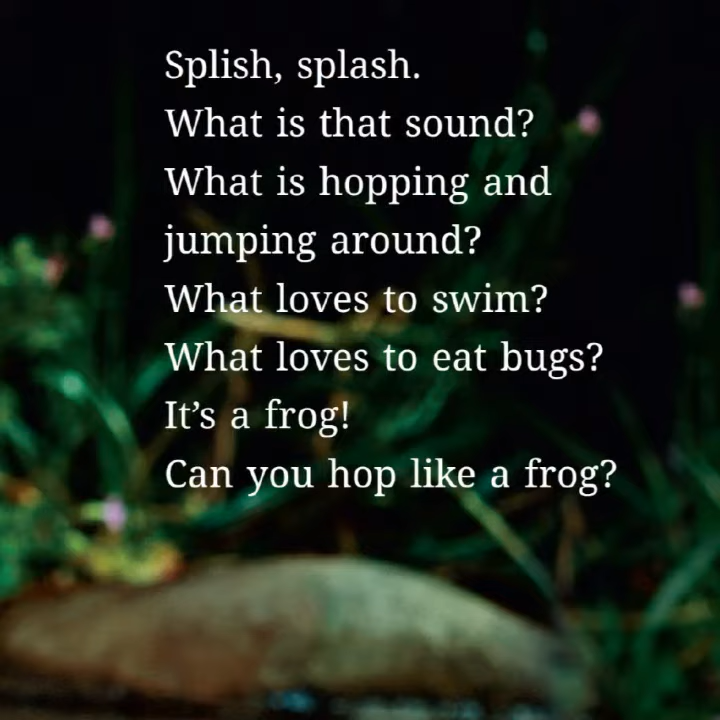 Splish, splash.
What is that sound?
What is hopping and
jumping around?
What loves to swim?
What loves to eat bugs?
It’s a frog!
Can you hop like a frog?